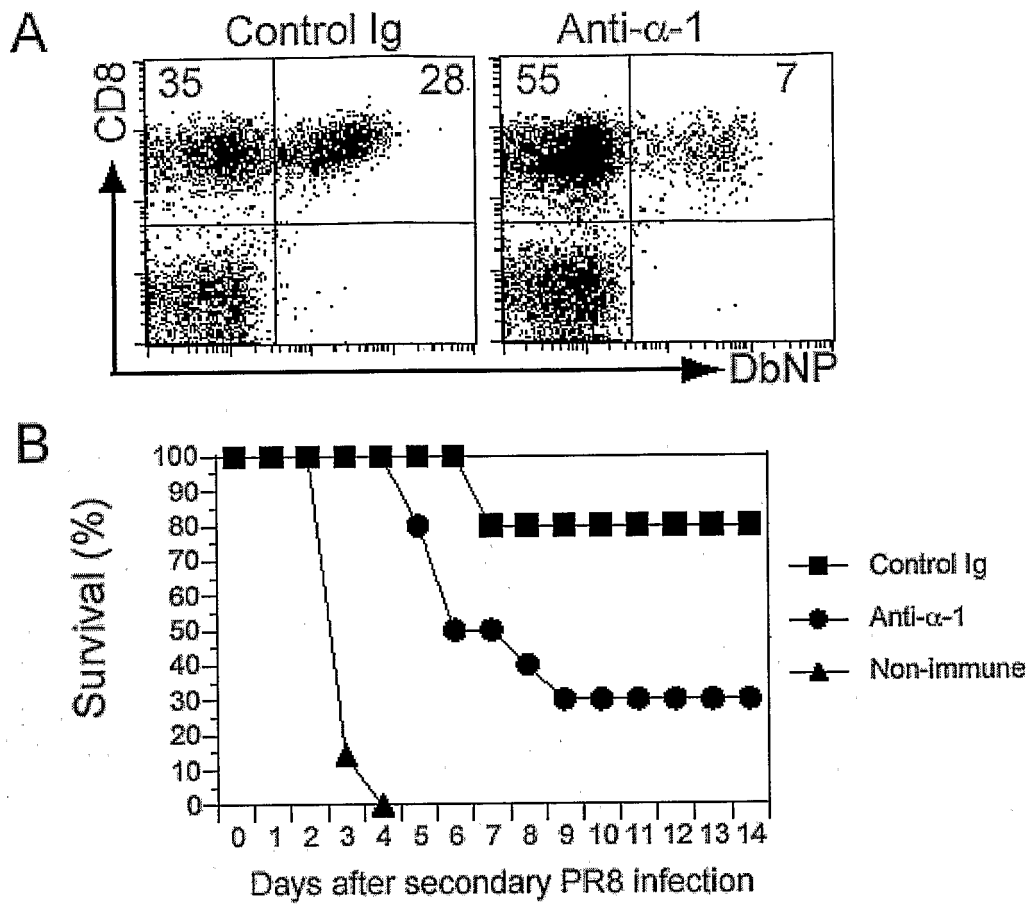 A
Control Ig
Anti-α-1
CD8
35
28
55
7
DbNP
B
Survival (%)
100
90
80
70
60
50
40
30
20
10
0
0 1 2 3 4 5 6 7 8 9 10 11 12 13 14
Days after secondary PR8 infection
Control Ig
Anti-α-1
Non-immune